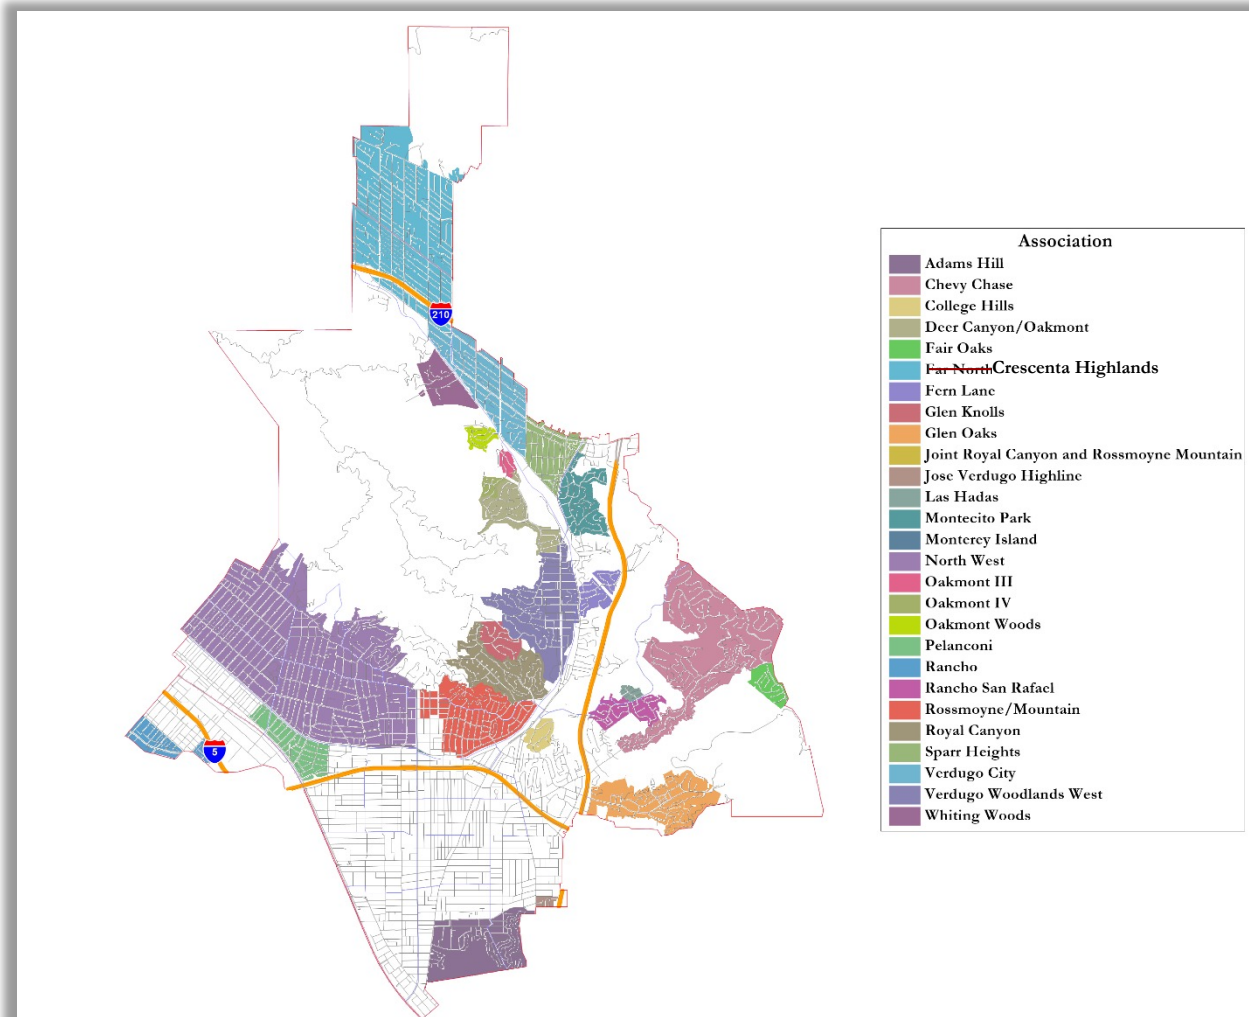 210
5
Association
Adams Hill
Chevy Chase
College Hills
Deer Canyon/Oakmont
Fair Oaks
Far North Crescenta Highlands
Fern Lane
Glen Knolls
Glen Oaks
Joint Royal Canyon and Rossmoyne Mountain
Jose Verdugo Highline
Las Hadas
Montecito Park
Monterey Island
North West
Oakmont III
Oakmont IV
Oakmont Woods
Pelanconi
Rancho
Rancho San Rafael
Rossmoyne/Mountain
Royal Canyon
Sparr Heights
Verdugo City
Verdugo Woodlands West
Whiting Woods